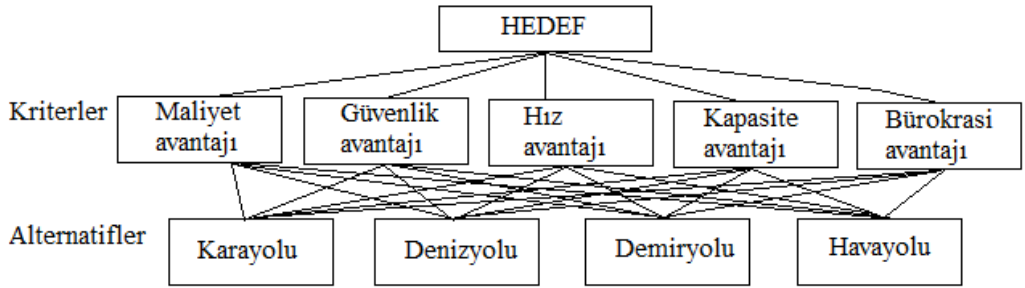 HEDEF
Kriterler
Maliyet
avantajı
Güvenlik
avantajı
Hız
avantajı
Kapasite
avantajı
Bürokrasi
avantajı
Alternatifler
Karayolu
Denizyolu
Demiryolu
Havayolu